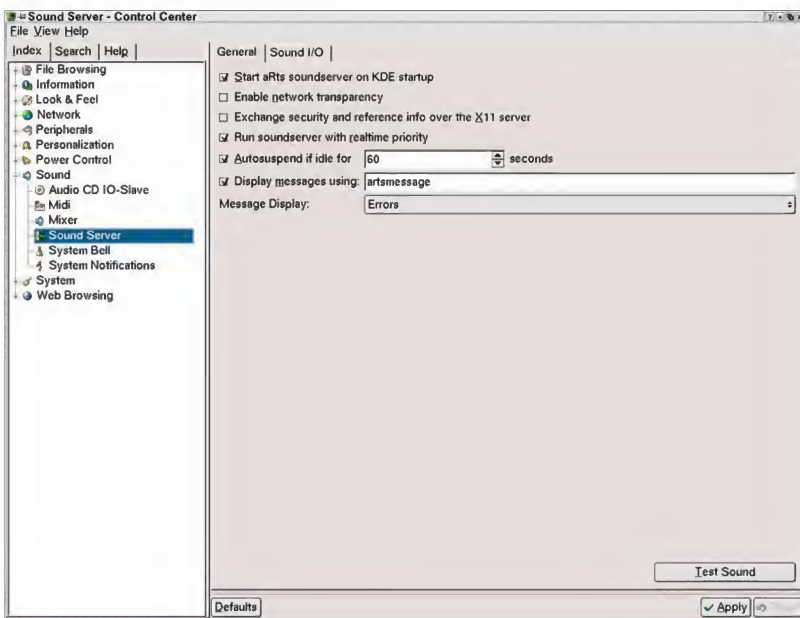 Sound Server - Control Center
File View Help
Index Search Help
File Browsing
Information
Look & Feel
Network
Peripherals
Personalization
Power Control
Sound
Audio CD IO-Slave
Midi
Mixer
Sound Server
System Bell
System Notifications
System
Web Browsing
General Sound I/O
Start aRts soundserver on KDE startup
Enable network transparency
Exchange security and reference info over the X11 server
Run soundserver with realtime priority
Autosuspend if idle for 60 seconds
Display messages using: artsmessage
Message Display: Errors
Test Sound
Defaults Apply